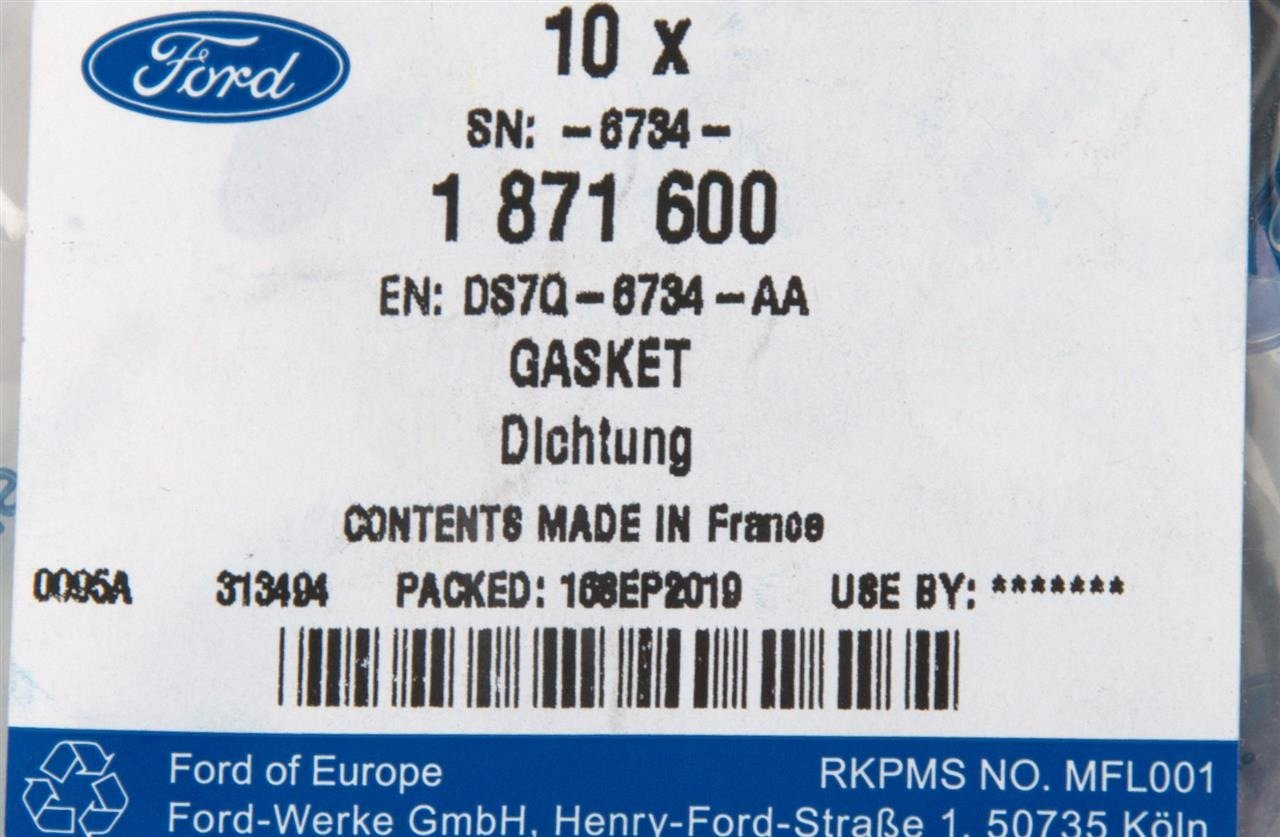 Ford
10 x
SN: -6734-
1 871 600
EN: DS7Q-6734-AA
GASKET
Dichtung
CONTENTS MADE IN France
0095A 313494 PACKED: 16SEP2019 USE BY: *******
Ford of Europe RKPMS NO. MFL001
Ford-Werke GmbH, Henry-Ford-Straße 1, 50735 Köln